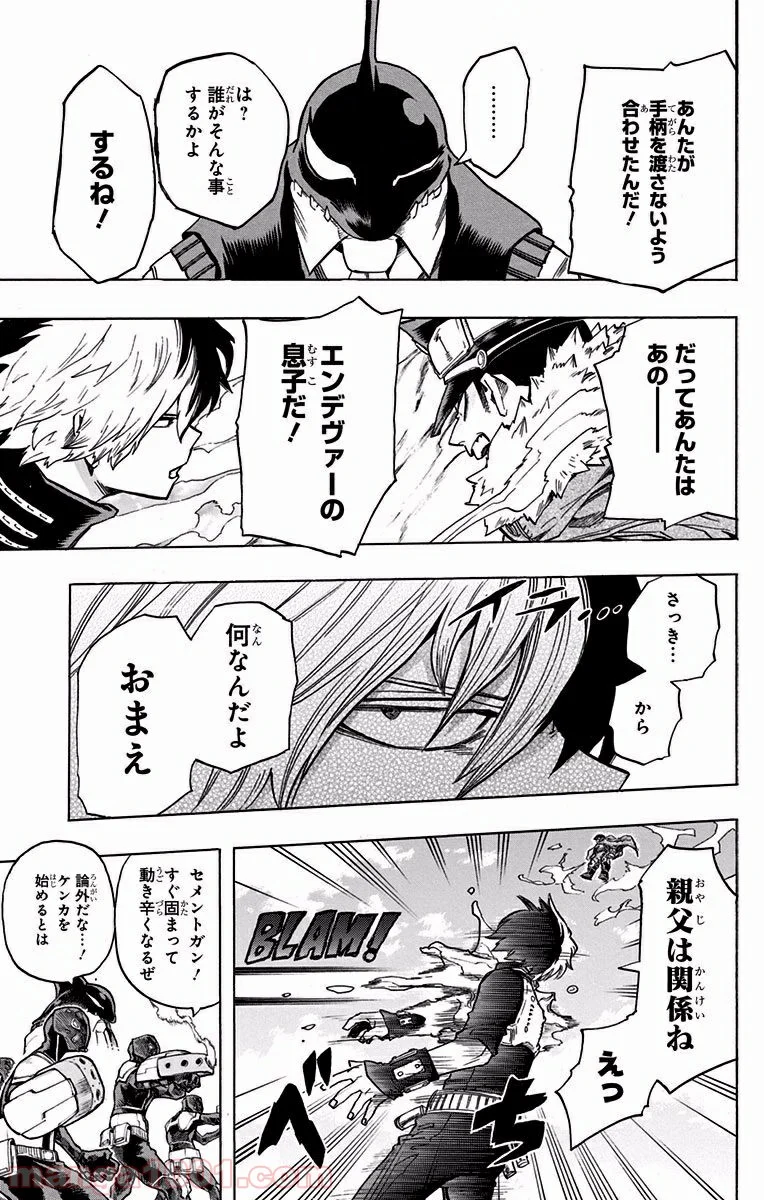 あんたが
手柄を渡さないよう
合わせたんだ!
………
は?
誰がそんな事
するかよ
するね!
だってあんたは
あの——
エンデヴァーの
息子だ!
さっき…
から
イラ…
何なんだよ
おまえ
親父は関係ね
えっ
BLAM!
ベッ
セメントガン!
すぐ固まって
動き辛くなるぜ
論外だな…!
ケンカを
始めるとは